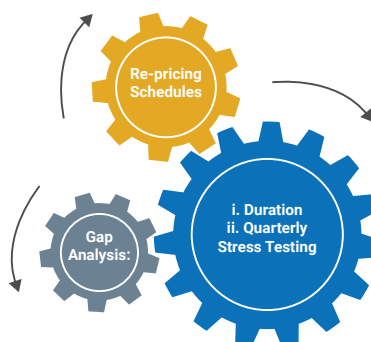 Re-pricing
Schedules
i. Duration
ii. Quarterly
Stress Testing
Gap
Analysis: